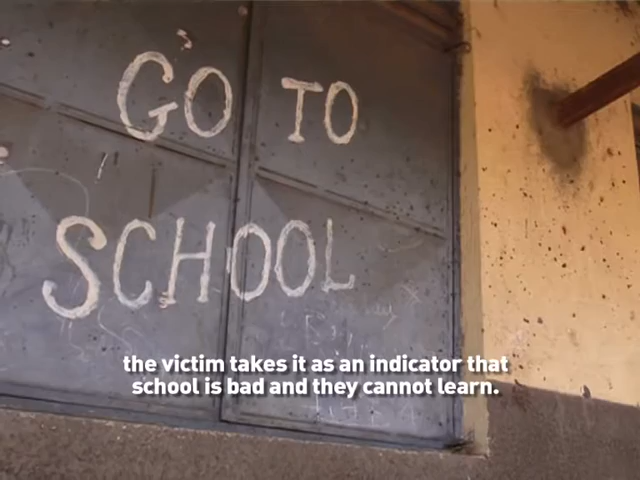 GO TO
SCHOOL
the victim takes it as an indicator that
school is bad and they cannot learn.